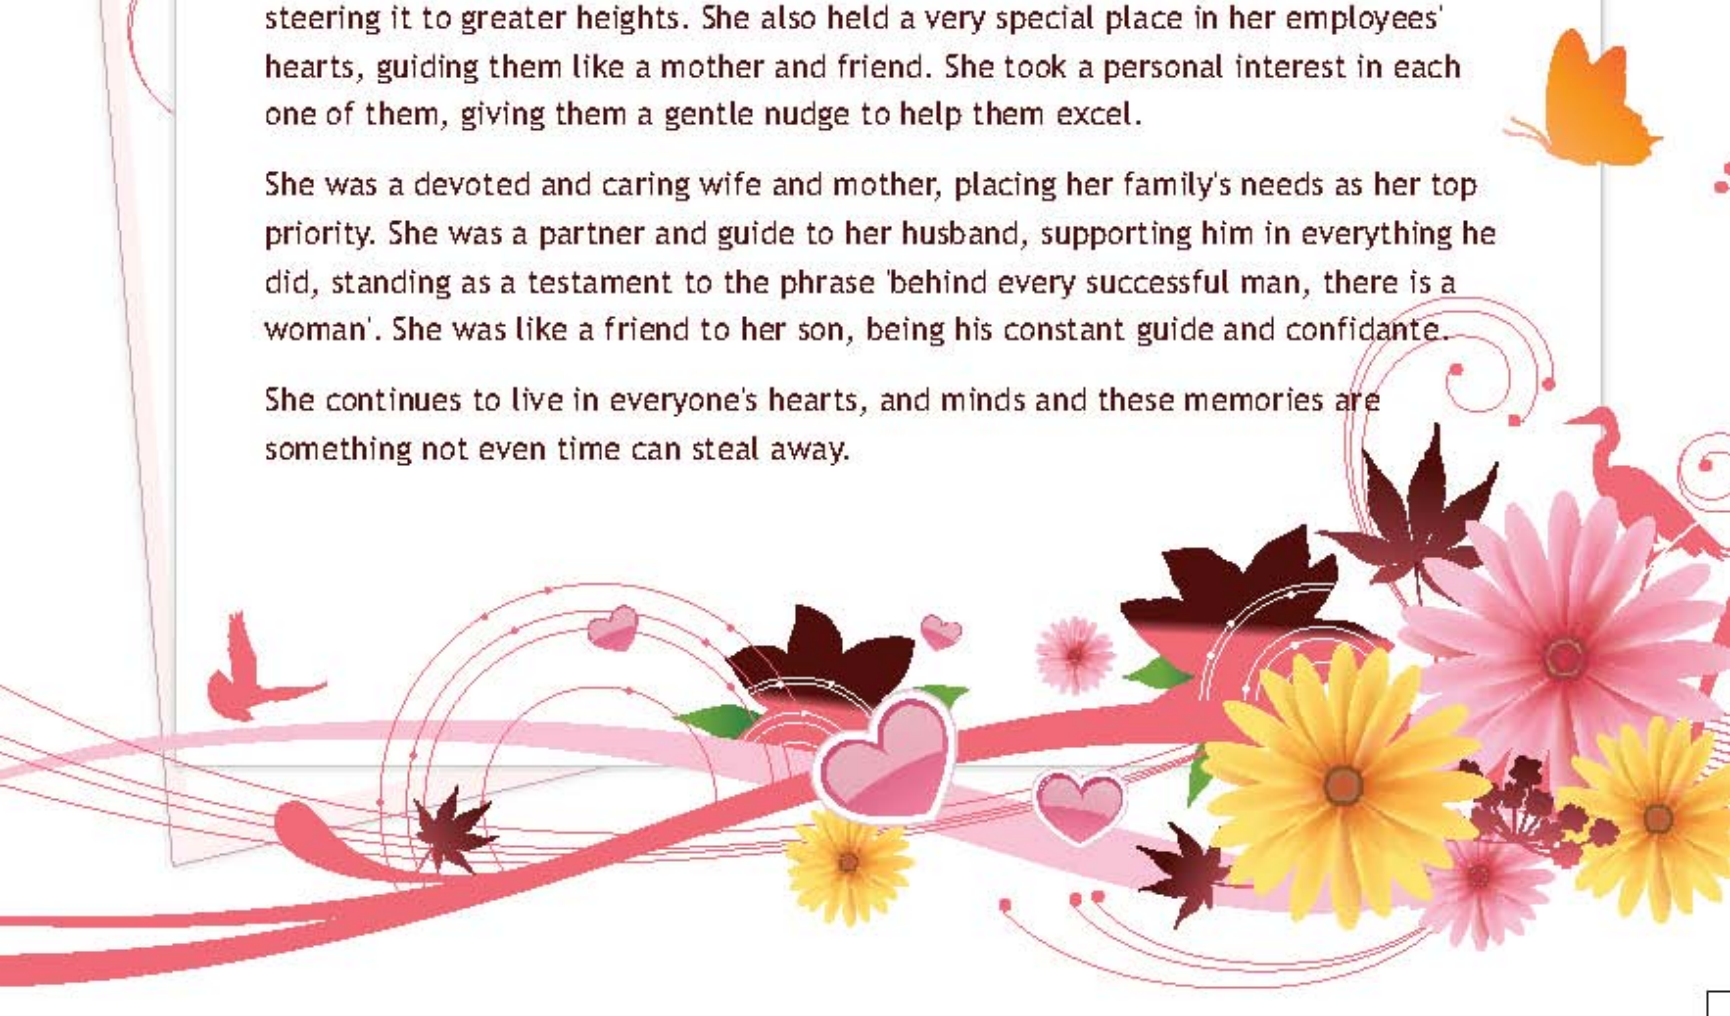 steering it to greater heights. She also held a very special place in her employees'
hearts, guiding them like a mother and friend. She took a personal interest in each
one of them, giving them a gentle nudge to help them excel.
She was a devoted and caring wife and mother, placing her family's needs as her top
priority. She was a partner and guide to her husband, supporting him in everything he
did, standing as a testament to the phrase 'behind every successful man, there is a
woman'. She was like a friend to her son, being his constant guide and confidante.
She continues to live in everyone's hearts, and minds and these memories are
something not even time can steal away.